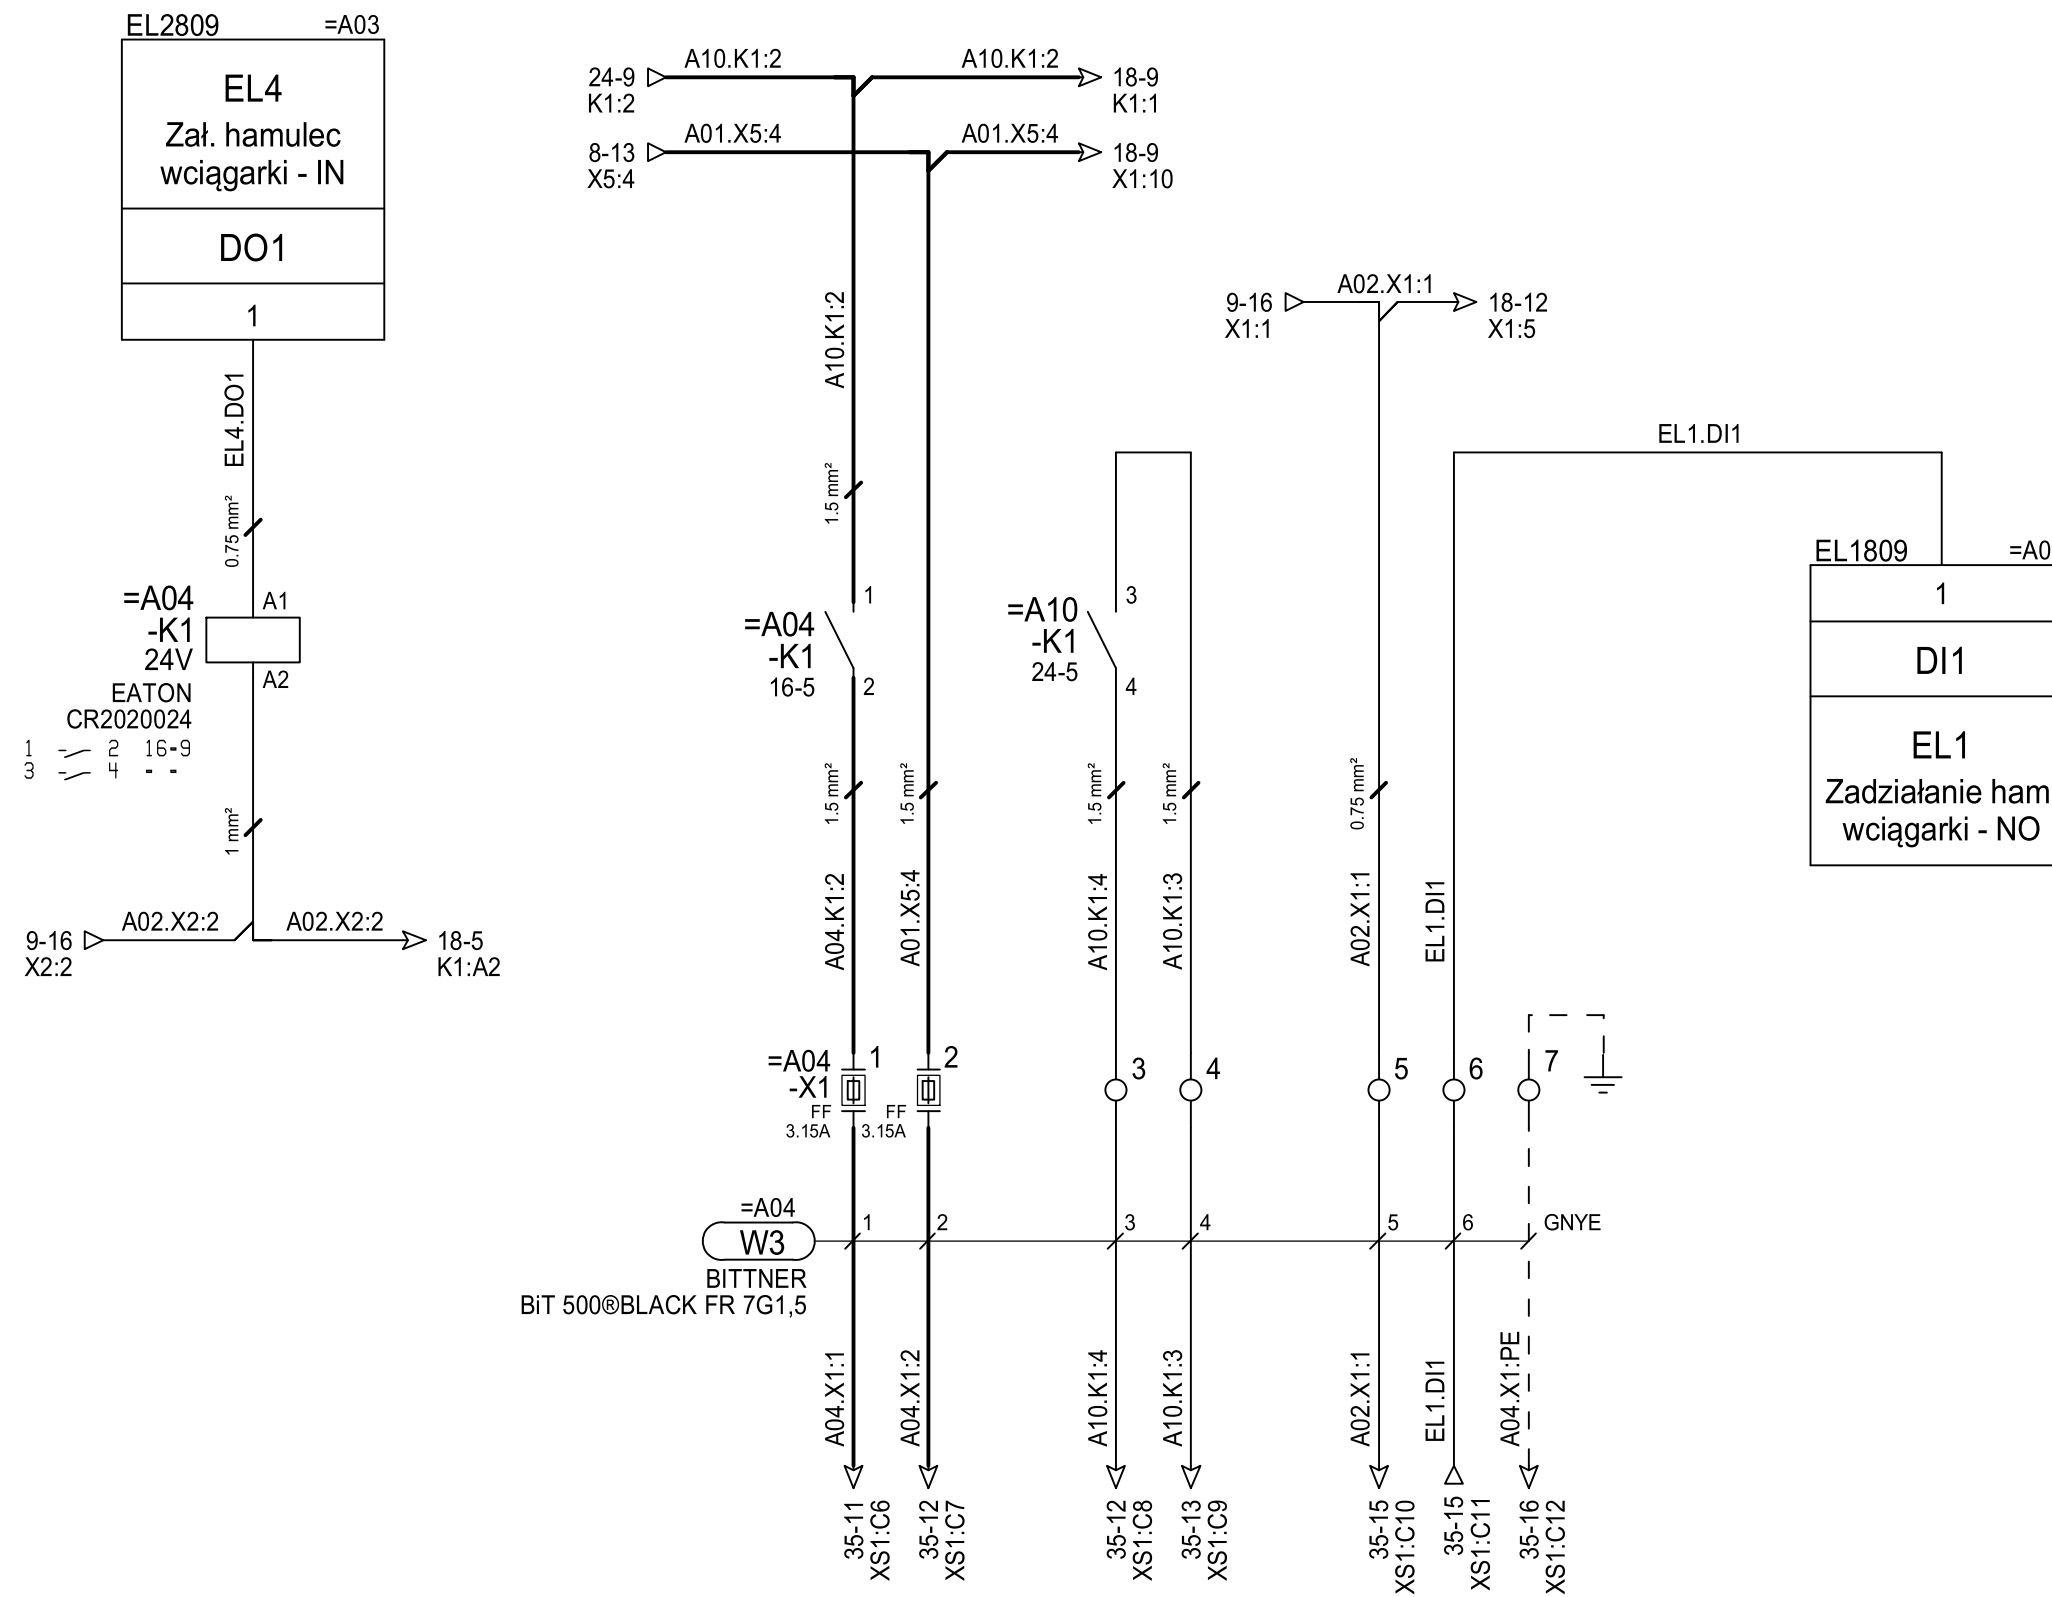 EL2809 =A03
EL4
Zał. hamulec
wciągarki - IN
DO1
1
EL4.DO1
0.75 mm²
=A04
-K1
24V
A1
A2
EATON
CR2020024
1 2 16-9
3 4 - -
1 mm²
9-16
X2:2
A02.X2:2
A02.X2:2
18-5
K1:A2
24-9
K1:2
A10.K1:2
A10.K1:2
18-9
K1:1
8-13
X5:4
A01.X5:4
A01.X5:4
18-9
X1:10
A10.K1:2
1.5 mm²
=A04
-K1
16-5
1
2
1.5 mm²
1.5 mm²
A04.K1:2
A01.X5:4
=A10
-K1
24-5
3
4
1.5 mm²
1.5 mm²
A10.K1:4
A10.K1:3
9-16
X1:1
A02.X1:1
18-12
X1:5
0.75 mm²
A02.X1:1
EL1.DI1
EL1.DI1
EL1809 =A0
1
DI1
EL1
Zadziałanie ham
wciągarki - NO
=A04
-X1
1
FF
3.15A
2
FF
3.15A
3
4
5
6
7
=A04
W3
BITTNER
BiT 500®BLACK FR 7G1,5
1
2
3
4
5
6
GNYE
A04.X1:1
A04.X1:2
A10.K1:4
A10.K1:3
A02.X1:1
EL1.DI1
A04.X1:PE
35-11
XS1:C6
35-12
XS1:C7
35-12
XS1:C8
35-13
XS1:C9
35-15
XS1:C10
35-15
XS1:C11
35-16
XS1:C12